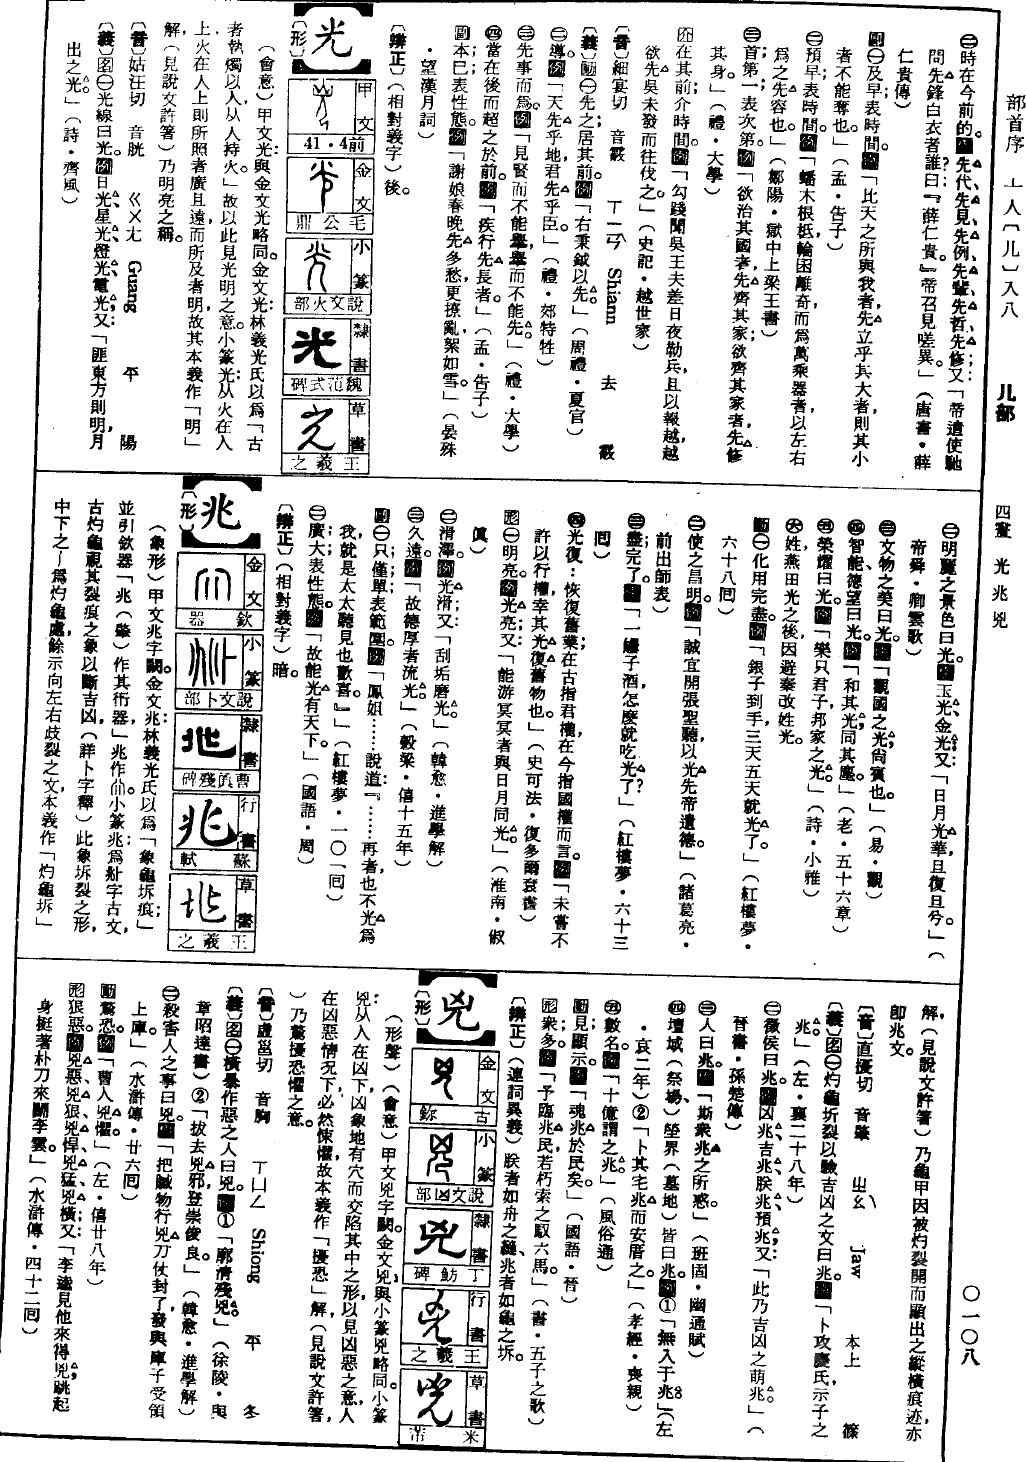 部首序　丄人〔儿〕入八　儿部　四畫　光兆兇　〇一〇八
㊁時在今前的。例先代先見先例先輩先哲先修；又：「帝遣使馳
問：『先鋒白衣者誰？』曰：『薛仁貴。』帝召見嗟異。」（唐書・薛
仁貴傳）
副㊀及早表時間。例「比天之所與我者，先立乎其大者，則其小
者不能奪也。」（孟・告子）
㊁預早表時間。例「蟠木根柢，輪囷離奇，而爲萬乘器者，以左右
爲之先容也。」（鄒陽・獄中上梁王書）
㊂首；第一；表次第。例「欲治其國者，先齊其家；欲齊其家者，先修
其身。」（禮・大學）
介在其前，介時間。例「勾踐聞吳王夫差日夜勒兵，且以報越，越
欲先吳未發而往伐之。」（史記・越世家）
〔音〕細宴切　音霰　ㄒㄧㄢˋ　Shiann　去　霰
〔義〕動㊀先之；居其前。例「右秉鉞以先。」（周禮・夏官）
㊁導。例「天先乎地，君先乎臣。」（禮・郊特牲）
㊂先事而爲。例「見賢而不能舉，舉而不能先。」（禮・大學）
㊃當在後而超之於前。例「疾行先長者。」（孟・告子）
副本已，表性態。例「謝娘春晚先多愁，更撩亂絮如雪。」（晏殊
・望漢月詞）
〔辨正〕（相對義字）後。
光
〔形〕
甲文　前4・41
金文　毛公鼎
小篆　說文火部
隸書　魏范式碑
草書　王羲之
（會意）甲文光：與金文光略同。金文光：林義光氏以爲「古
者執燭以人，从人持火。」故以此見光明之意。小篆光：从火在人
上，火在人上則所照者廣且遠，而所及者明，故其本義作「明」
解（見說文許箸）乃明亮之稱。
〔音〕姑汪切　音胱　ㄍㄨㄤ　Guang　平　陽
〔義〕名㊀光線曰光。例日光、星光、燈光、電光；又：「匪東方則明，月
出之光。」（詩・齊風）
㊁明麗之景色曰光。例玉光、金光；又：「日月光華，旦復旦兮。」（
帝舜・卿雲歌）
㊂文物之美曰光。例「觀國之光，尚賓也。」（易・觀）
㊃智能德望曰光。例「和其光，同其塵。」（老・五十六章）
㊄榮耀曰光。例「樂只君子，邦家之光。」（詩・小雅）
㊅姓，燕田光之後，因避秦改姓光。
動㊀化用完盡。例「銀子到手，三天五天就光了。」（紅樓夢・
六十八囘）
㊁使之昌明。例「誠宜開張聖聽，以光先帝遺德。」（諸葛亮・
前出師表）
㊂盡；完了。例「一罎子酒怎麼就吃光了？」（紅樓夢・六十三
囘）
㊃光復：恢復舊業，在古指君權，在今指國權而言。例「未嘗不
許以行權，幸其光復舊物也。」（史可法・復多爾袞書）
形㊀明亮。例光亮；又：「能游冥冥者與日月同光。」（淮南・俶
眞）
㊁滑澤。例光滑；又：「刮垢磨光。」（韓愈・進學解）
㊂久遠。例「故德厚者流光。」（穀梁・僖十五年）
副㊀只；僅；單；表範圍。例「鳳姐……說道：『……再者也不光爲
我，就是太太聽見也歡喜。』」（紅樓夢・一〇一囘）
㊁廣大；表性態。例「故能光有天下。」（國語・周）
〔辨正〕（相對義字）暗。
兆
〔形〕
金文　欽器
小篆　說文卜部
隸書　曹眞殘碑
行書　蘇軾
草書　王羲之
（象形）甲文兆字闕。金文兆：林義光氏以爲「象龜坼痕；
並引欽器「兆（肇）作其衍器」兆作𠧞。小篆兆：爲𠧞字古文，
古灼龜視其裂痕之象以斷吉凶，（詳卜字釋）此象坼裂之形，
中下之丨爲灼龜處，餘示向左右歧裂之文，本義作「灼龜坼」
解，（見說文許箸）乃龜甲因被灼裂開而顯出之縱橫痕迹，亦
卽兆文。
〔音〕直擾切　音肇　ㄓㄠˋ　Jaw　本上　篠
〔義〕名㊀灼龜坼裂以驗吉凶之文曰兆。例「卜攻慶氏，示子之
兆。」（左・襄二十八年）
㊁徵侯曰兆。例凶兆、吉兆、朕兆、預兆；又：「此乃吉凶之萌兆。」（
晉書・孫楚傳）
㊂人曰兆。例「斯衆兆之所惑。」（班固・幽通賦）
㊃壇域（祭場）塋界（墓地）皆曰兆。例①「無入于兆。」（左
・哀二年）②「卜其宅兆而安厝之。」（孝經・喪親）
㊄數名。例「十億謂之兆。」（風俗通）
動見；顯示。例「魂兆於民矣。」（國語・晉）
形衆多。例「予臨兆民，若朽索之馭六馬。」（書・五子之歌）
〔辨正〕（連詞異義）朕者如舟之縫，兆者如龜之坼。
兇
〔形〕
金文　古鉨
小篆　說文凶部
隸書　丁魴碑
行書　王羲之
草書　米芾
（形聲）（會意）甲文兇字闕。金文兇：與小篆兇略同。小篆
兇：从人在凶下，凶象地有穴而交陷其中之形，以見凶惡之意，人
在凶惡情況下必然悚懼，故本義作「擾恐」解，（見說文許箸，
）乃驚擾恐懼之意。
〔音〕虛邕切　音胸　ㄒㄩㄥ　Shiong　平　冬
〔義〕名㊀橫暴作惡之人曰兇。例①「廓清殘兇。」（徐陵・與
章昭達書）②「拔去兇邪，登崇俊良。」（韓愈・進學解）
㊁殺害人之事曰兇。例「把贓物行兇刀仗封了，發與庫子受領
上庫。」（水滸傳・廿六囘）
動驚恐。例「曹人兇懼。」（左・僖廿八年）
形狠惡。例兇惡、兇狠、兇悍、兇猛、兇橫；又：「李逵見他來得兇，跳起
身，挺著朴刀來鬬李雲。」（水滸傳・四十二囘）